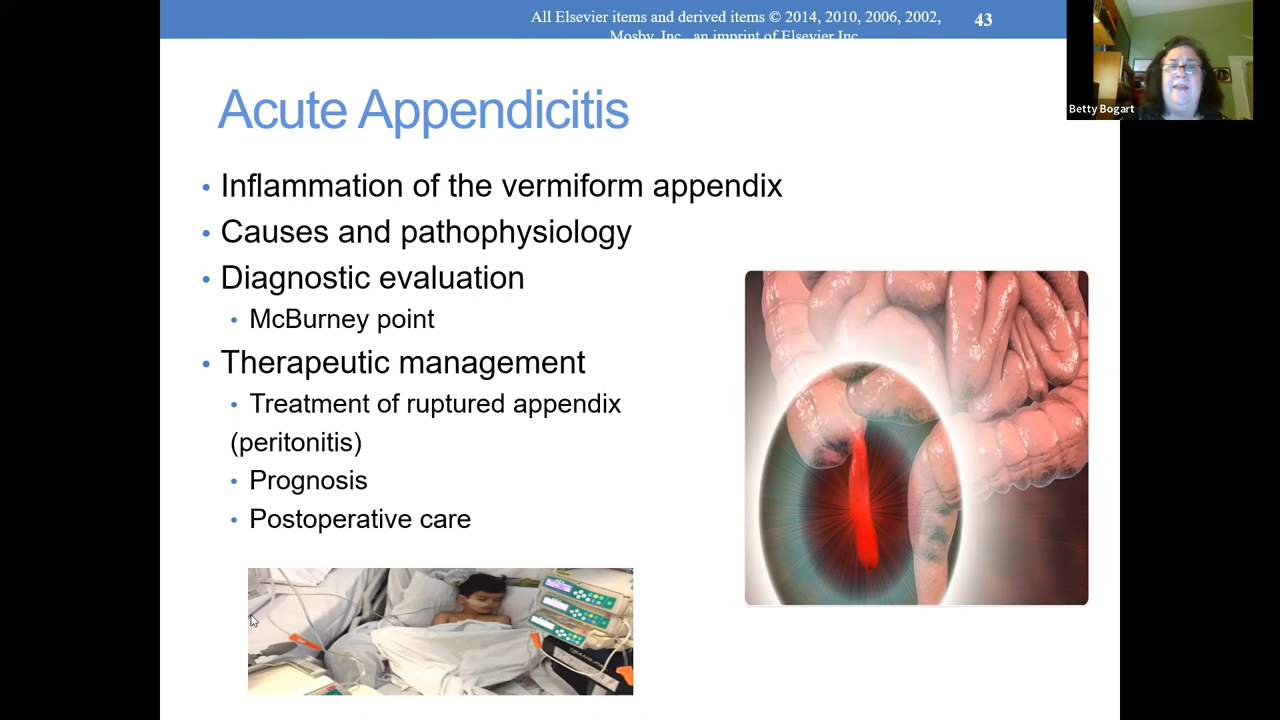 All Elsevier items and derived items © 2014, 2010, 2006, 2002,
Mosby, Inc., an imprint of Elsevier Inc.
43
Betty Bogart
Acute Appendicitis
• Inflammation of the vermiform appendix
• Causes and pathophysiology
• Diagnostic evaluation
• McBurney point
• Therapeutic management
• Treatment of ruptured appendix
(peritonitis)
• Prognosis
• Postoperative care